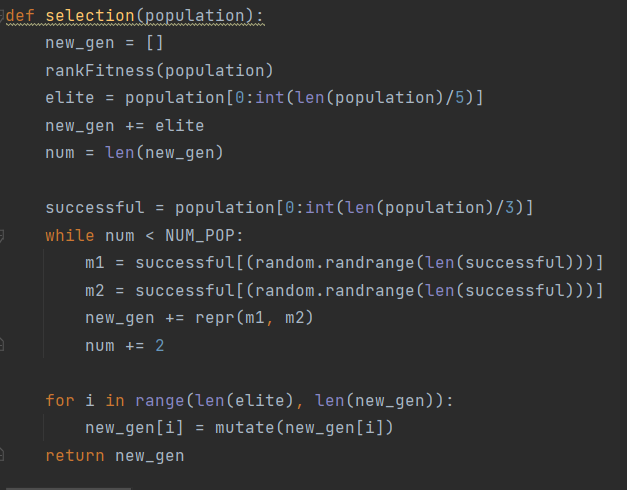 def selection(population):
    new_gen = []
    rankFitness(population)
    elite = population[0:int(len(population)/5)]
    new_gen += elite
    num = len(new_gen)

    successful = population[0:int(len(population)/3)]
    while num < NUM_POP:
        m1 = successful[(random.randrange(len(successful)))]
        m2 = successful[(random.randrange(len(successful)))]
        new_gen += repr(m1, m2)
        num += 2

    for i in range(len(elite), len(new_gen)):
        new_gen[i] = mutate(new_gen[i])
    return new_gen